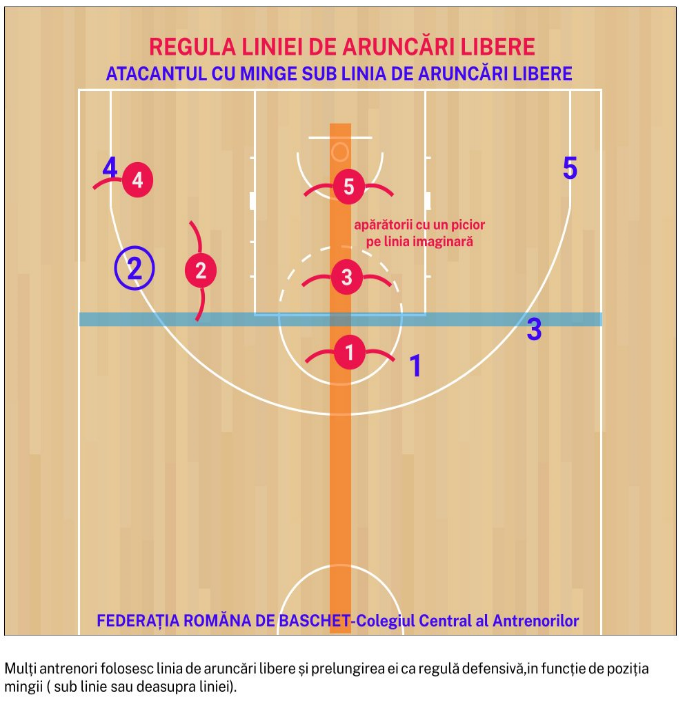 REGULA LINIEI DE ARUNCĂRI LIBERE
ATACANTUL CU MINGE SUB LINIA DE ARUNCĂRI LIBERE
4
4
5
5
apărătorii cu un picior
pe linia imaginară
2
2
3
3
1
1
FEDERAȚIA ROMÂNA DE BASCHET-Colegiul Central al Antrenorilor
Mulți antrenori folosesc linia de aruncări libere și prelungirea ei ca regulă defensivă,in funcție de poziția
mingii ( sub linie sau deasupra liniei).